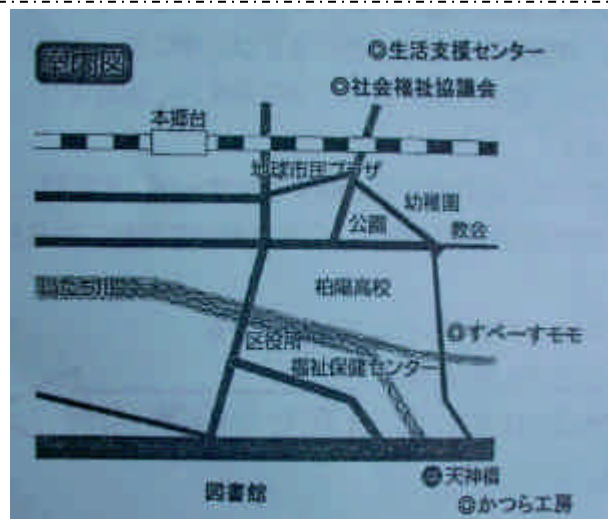 案内図
◎生活支援センター
◎社会福祉協議会
本郷台
地球市民プラザ
幼稚園
公園
教会
柏陽高校
◎すぺーすモモ
区役所
福祉保健センター
天神橋
図書館
◎かつら工房